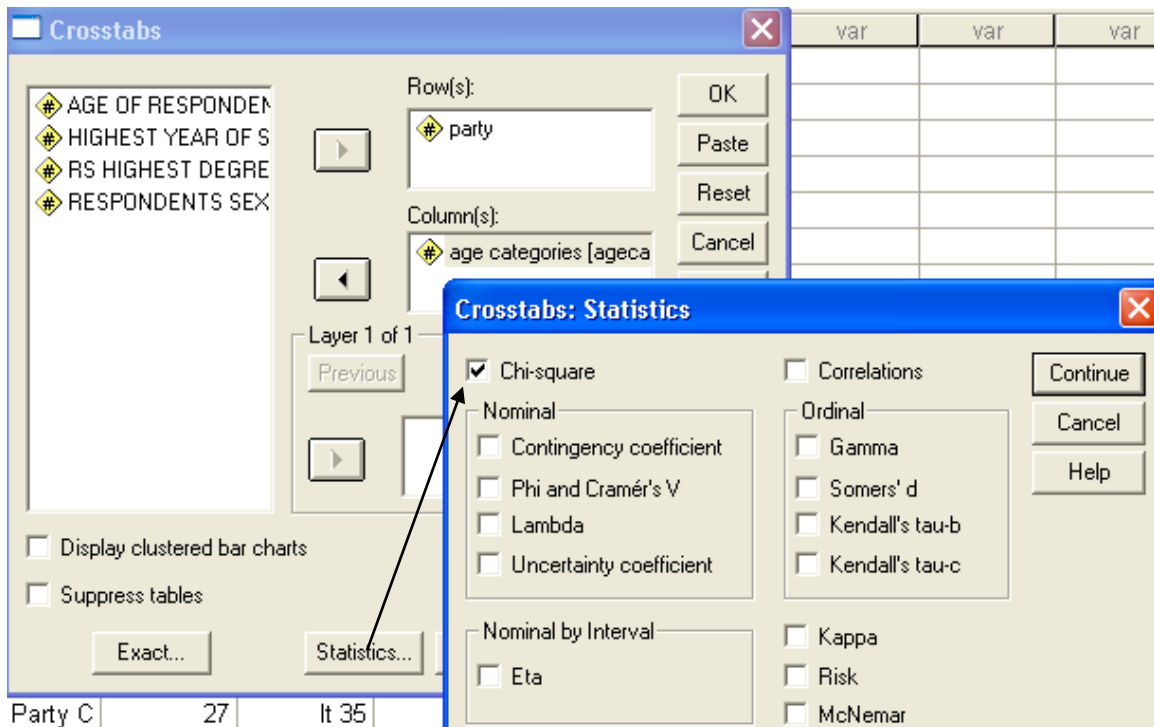 Crosstabs
var var var
AGE OF RESPONDEN
HIGHEST YEAR OF S
RS HIGHEST DEGRE
RESPONDENTS SEX
Row(s):
party
OK
Paste
Reset
Cancel
Column(s):
age categories [ageca
Layer 1 of 1
Previous
Display clustered bar charts
Suppress tables
Exact...
Statistics...
Crosstabs: Statistics
Chi-square
Correlations
Continue
Cancel
Help
Nominal
Contingency coefficient
Phi and Cramér's V
Lambda
Uncertainty coefficient
Ordinal
Gamma
Somers' d
Kendall's tau-b
Kendall's tau-c
Nominal by Interval
Eta
Kappa
Risk
McNemar
Party C 27 lt 35